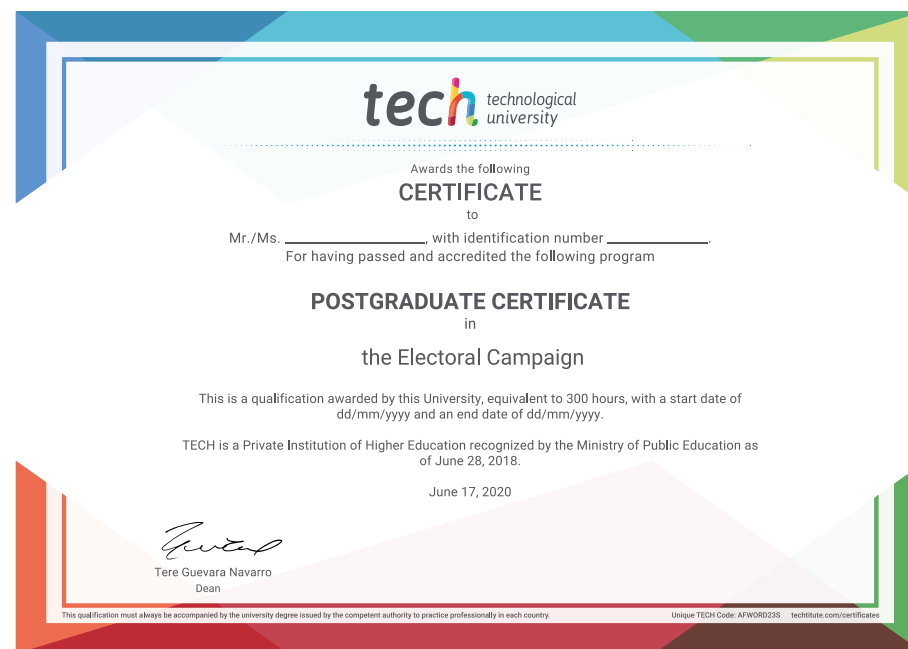 tech technological
university
Awards the following
CERTIFICATE
to
Mr./Ms. ____________________, with identification number ______________.
For having passed and accredited the following program
POSTGRADUATE CERTIFICATE
in
the Electoral Campaign
This is a qualification awarded by this University, equivalent to 300 hours, with a start date of
dd/mm/yyyy and an end date of dd/mm/yyyy.
TECH is a Private Institution of Higher Education recognized by the Ministry of Public Education as
of June 28, 2018.
June 17, 2020
Tere Guevara Navarro
Dean
This qualification must always be accompanied by the university degree issued by the competent authority to practice professionally in each country. Unique TECH Code: AFWORD23S techtitute.com/certificates